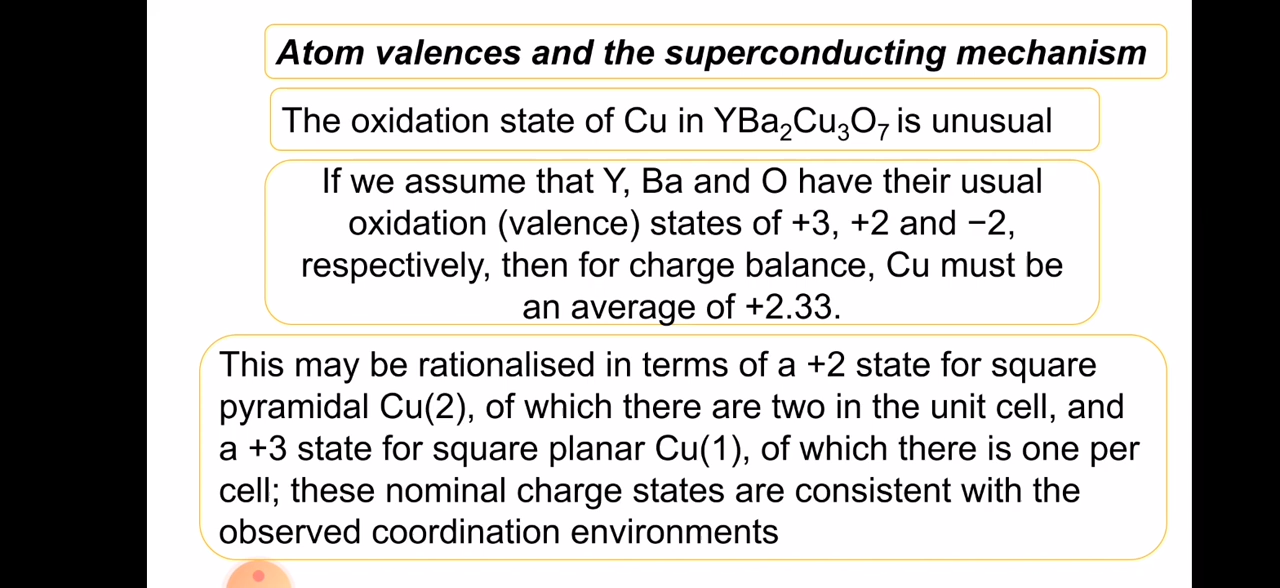 Atom valences and the superconducting mechanism
The oxidation state of Cu in YBa₂Cu₃O₇ is unusual
If we assume that Y, Ba and O have their usual
oxidation (valence) states of +3, +2 and −2,
respectively, then for charge balance, Cu must be
an average of +2.33.
This may be rationalised in terms of a +2 state for square
pyramidal Cu(2), of which there are two in the unit cell, and
a +3 state for square planar Cu(1), of which there is one per
cell; these nominal charge states are consistent with the
observed coordination environments